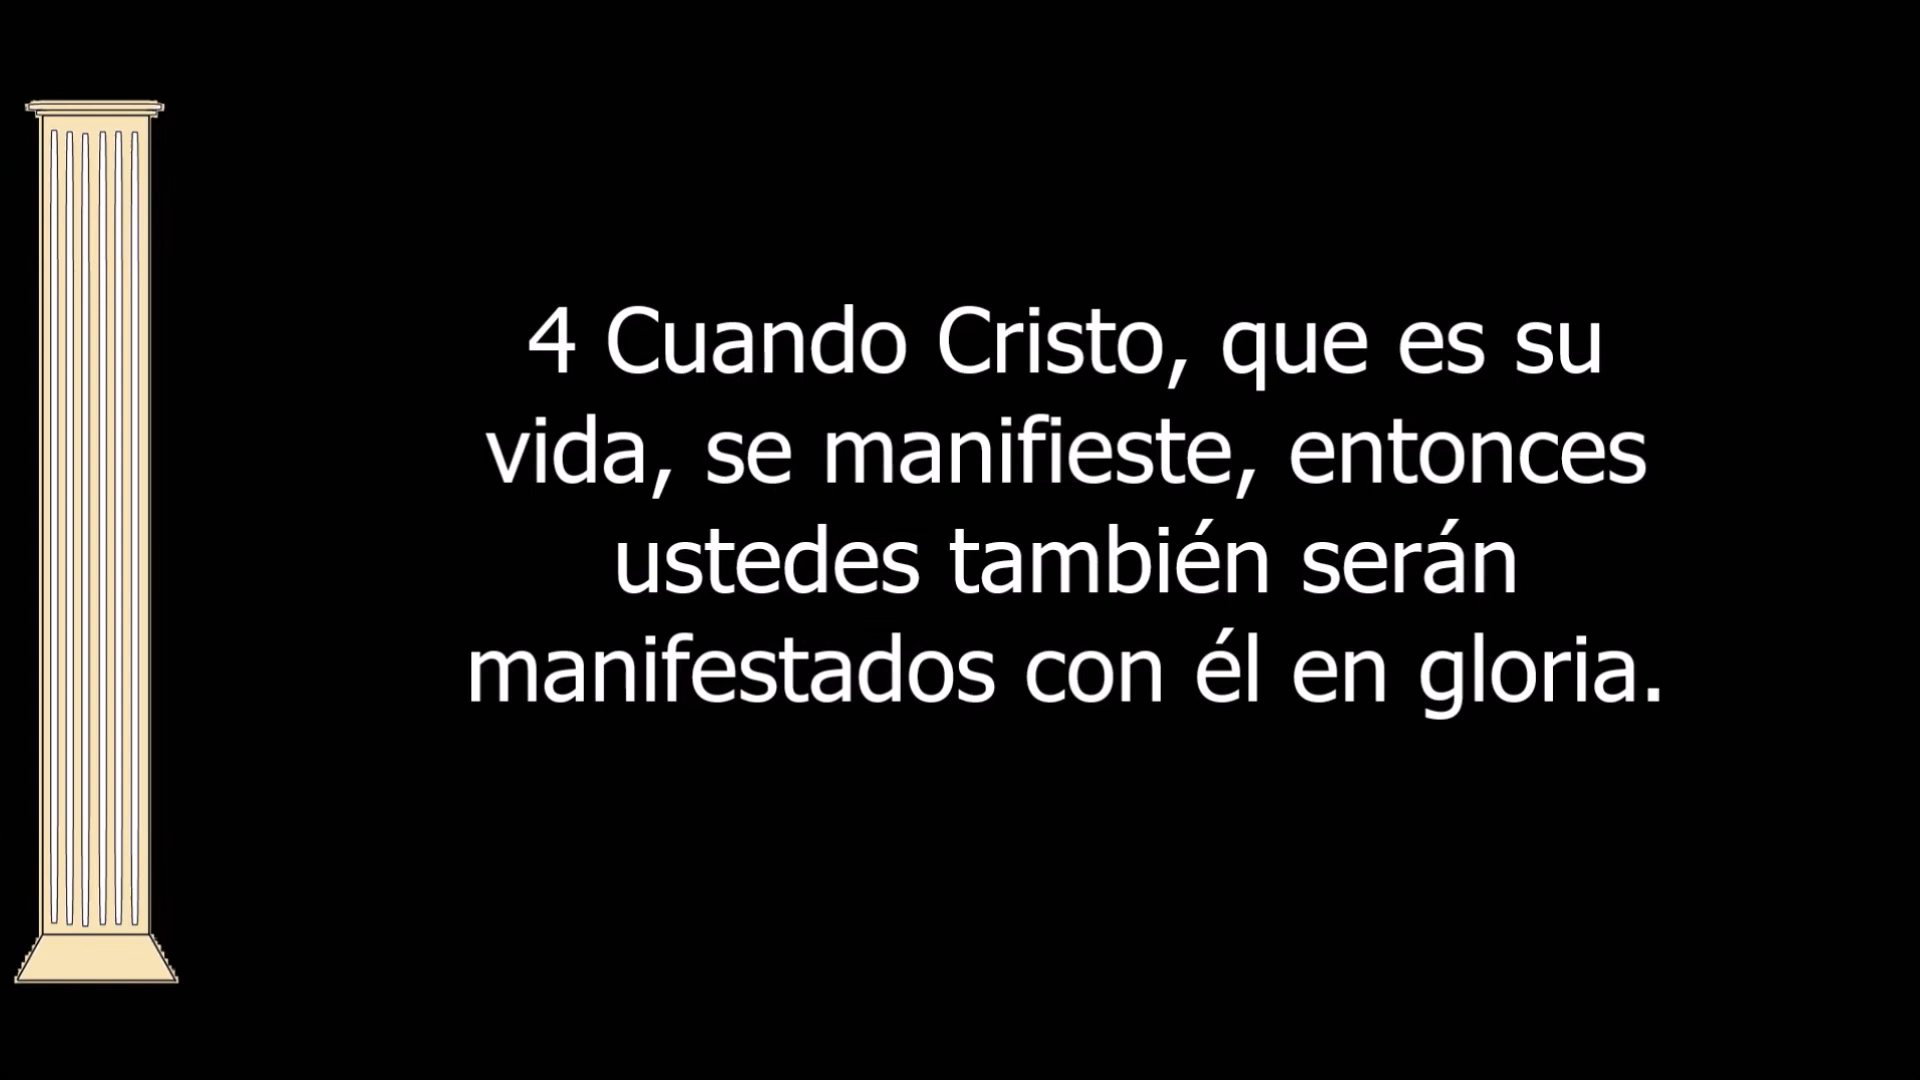 4 Cuando Cristo, que es su
vida, se manifieste, entonces
ustedes también serán
manifestados con él en gloria.